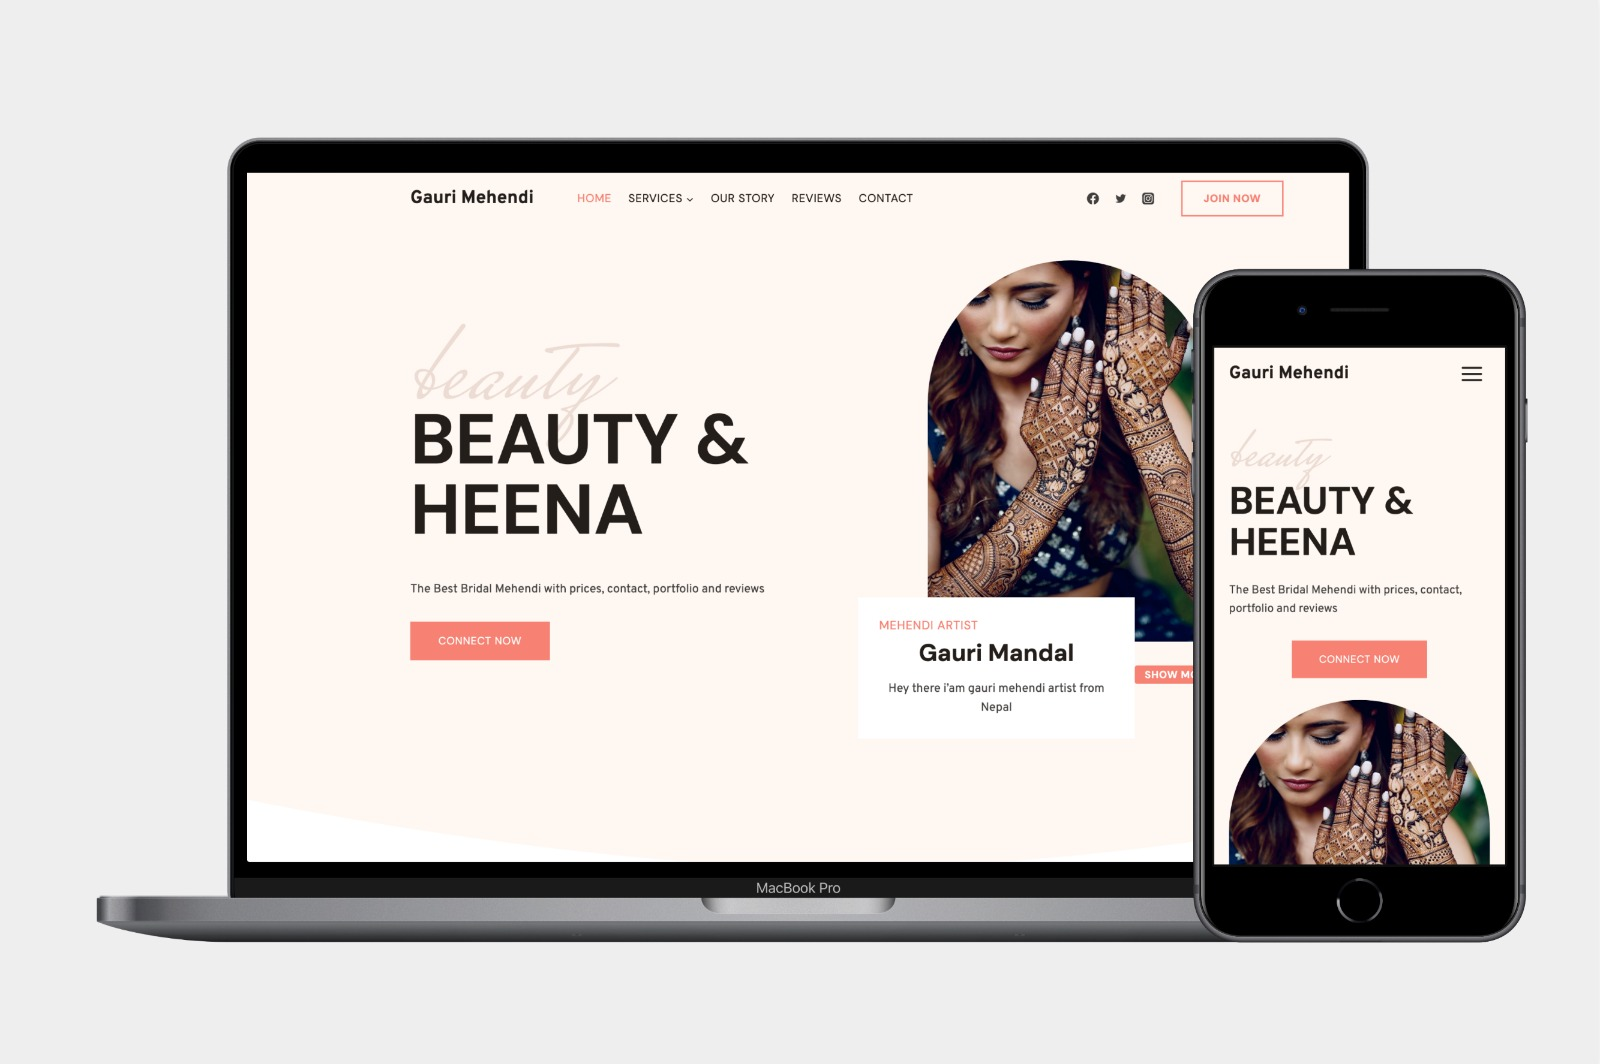 Gauri Mehendi
HOME SERVICES OUR STORY REVIEWS CONTACT
JOIN NOW
beauty
BEAUTY &
HEENA
The Best Bridal Mehendi with prices, contact, portfolio and reviews
CONNECT NOW
MEHENDI ARTIST
Gauri Mandal
Hey there i'am gauri mehendi artist from
Nepal
SHOW
MacBook Pro
Gauri Mehendi
beauty
BEAUTY &
HEENA
The Best Bridal Mehendi with prices, contact,
portfolio and reviews
CONNECT NOW